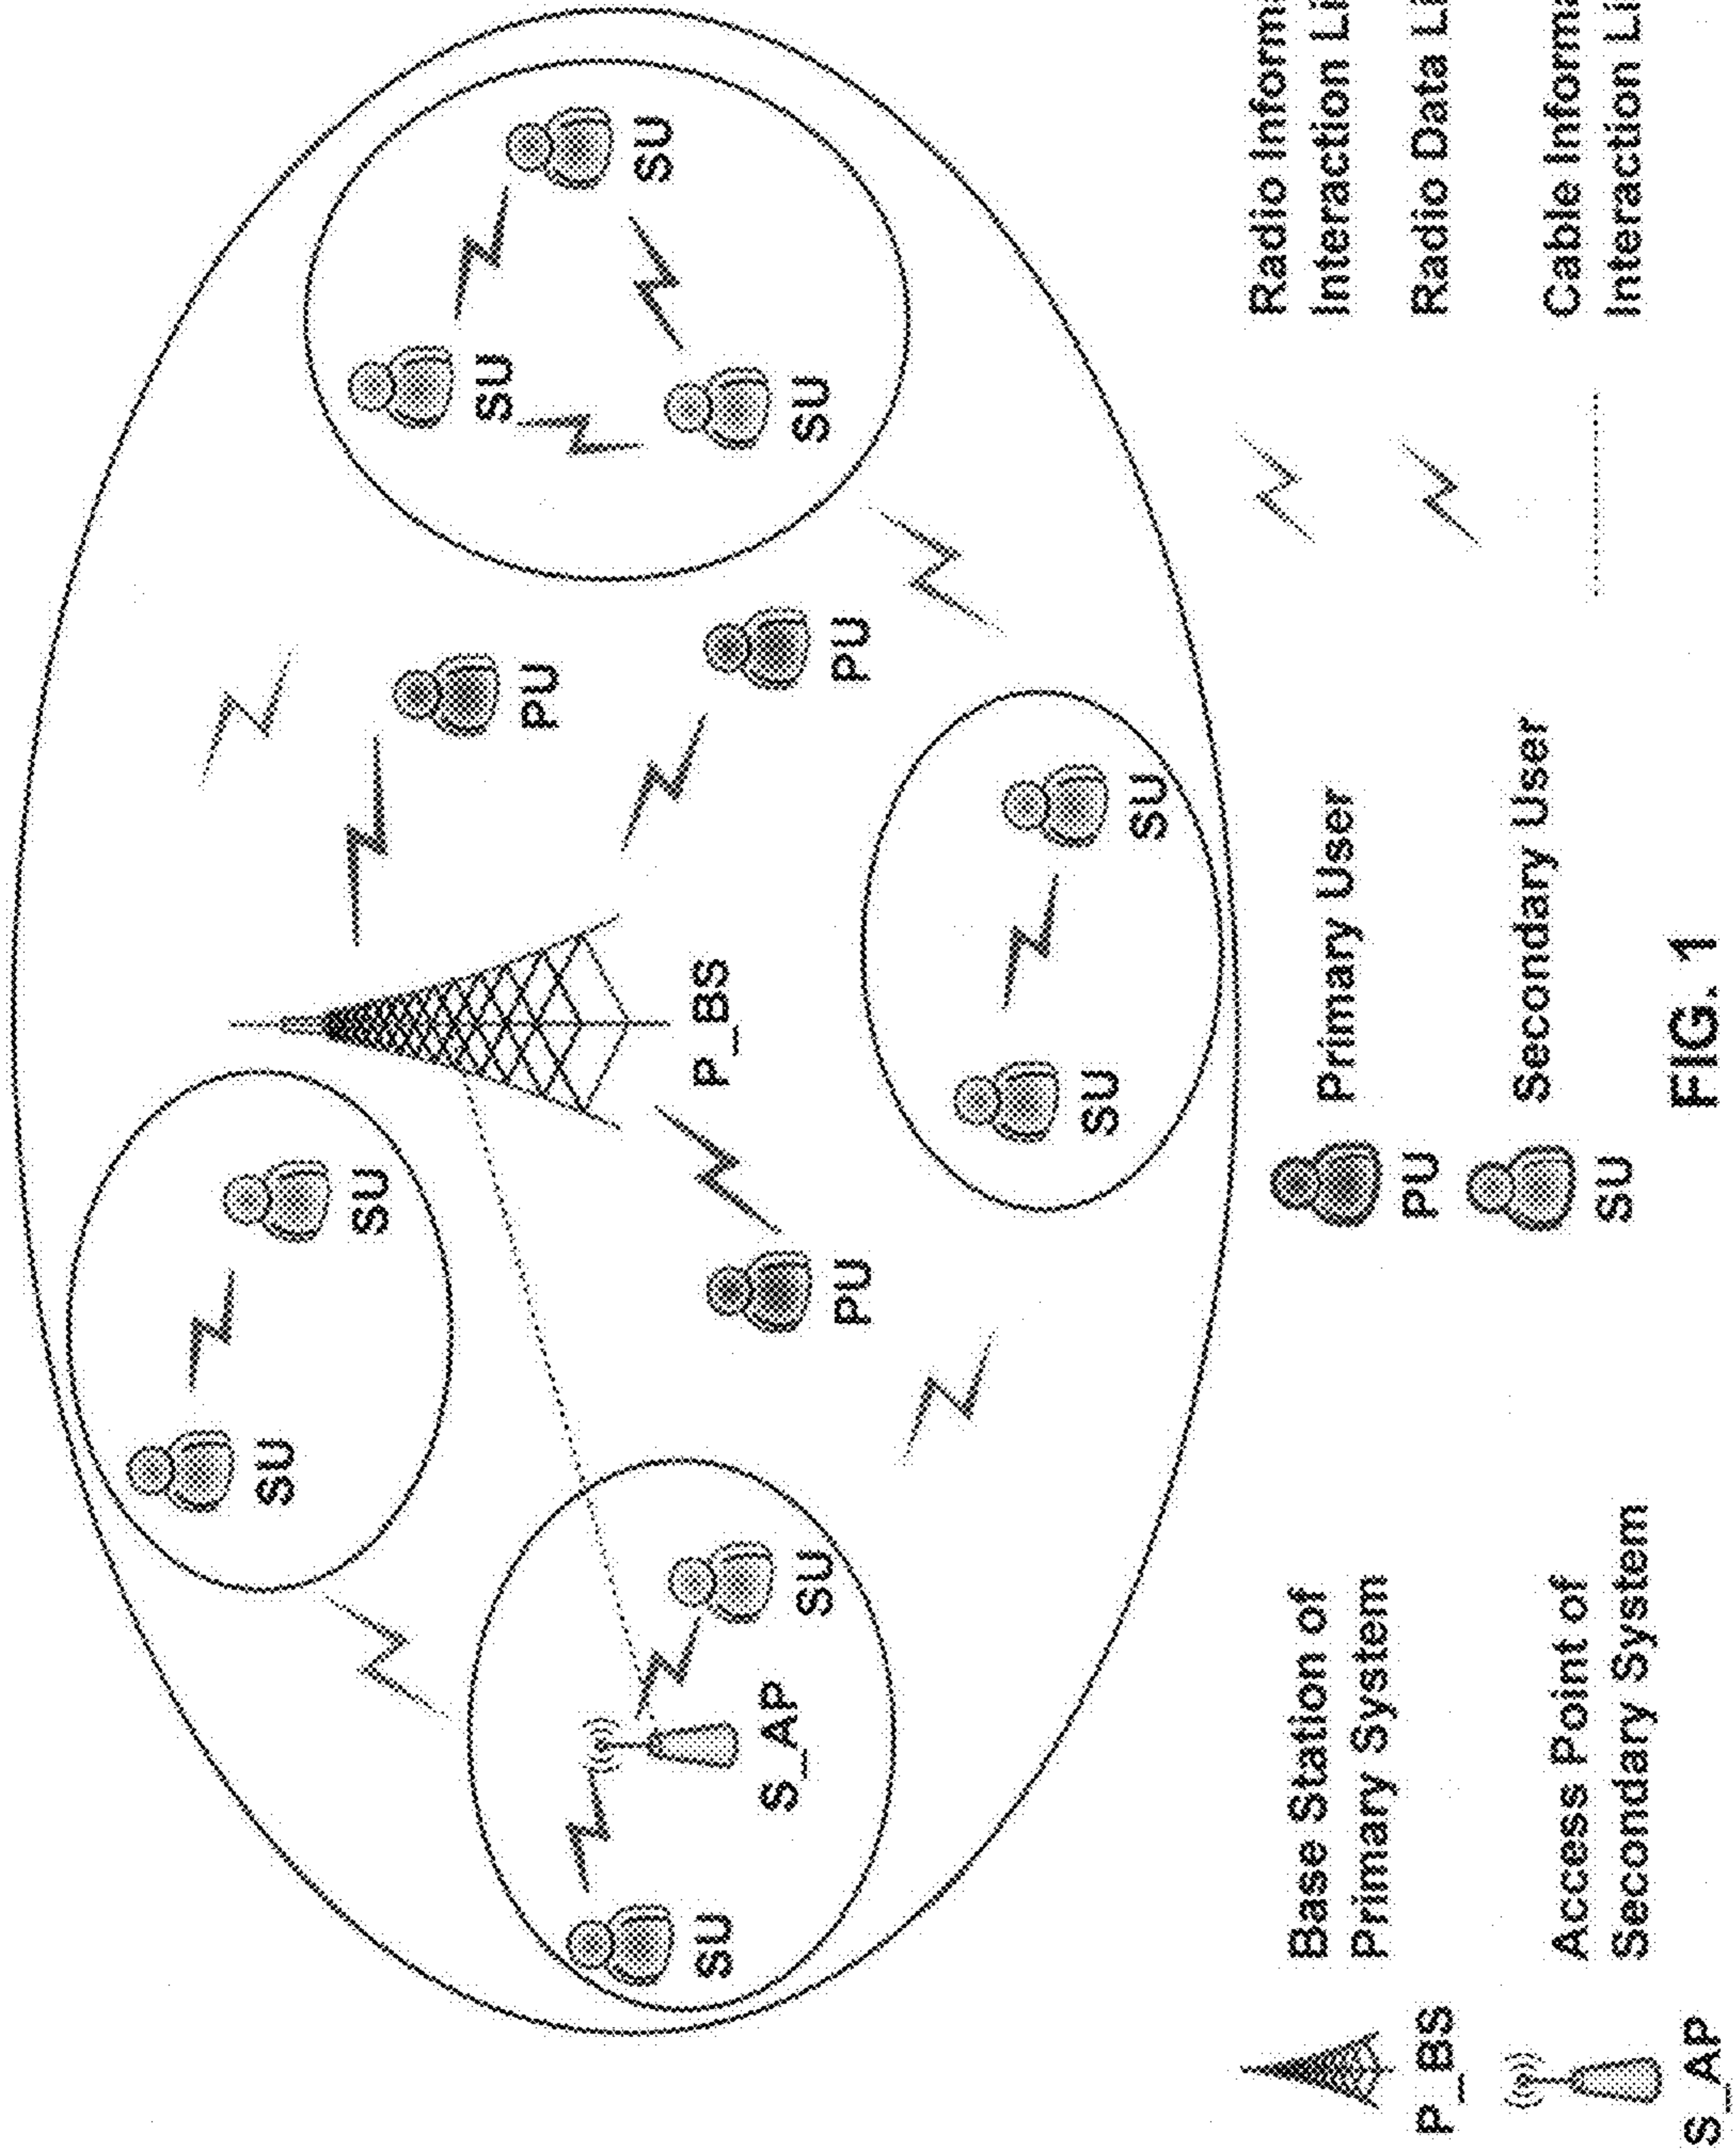 SU
SU
SU
PU
SU
P_BS
SU
S_AP
SU
SU
PU
PU
SU
SU
P_BS
Base Station of
Primary System
S_AP
Access Point of
Secondary System
PU
Primary User
SU
Secondary User
Radio Informa
Interaction Li
Radio Data Li
Cable Informa
Interaction Li
FIG. 1